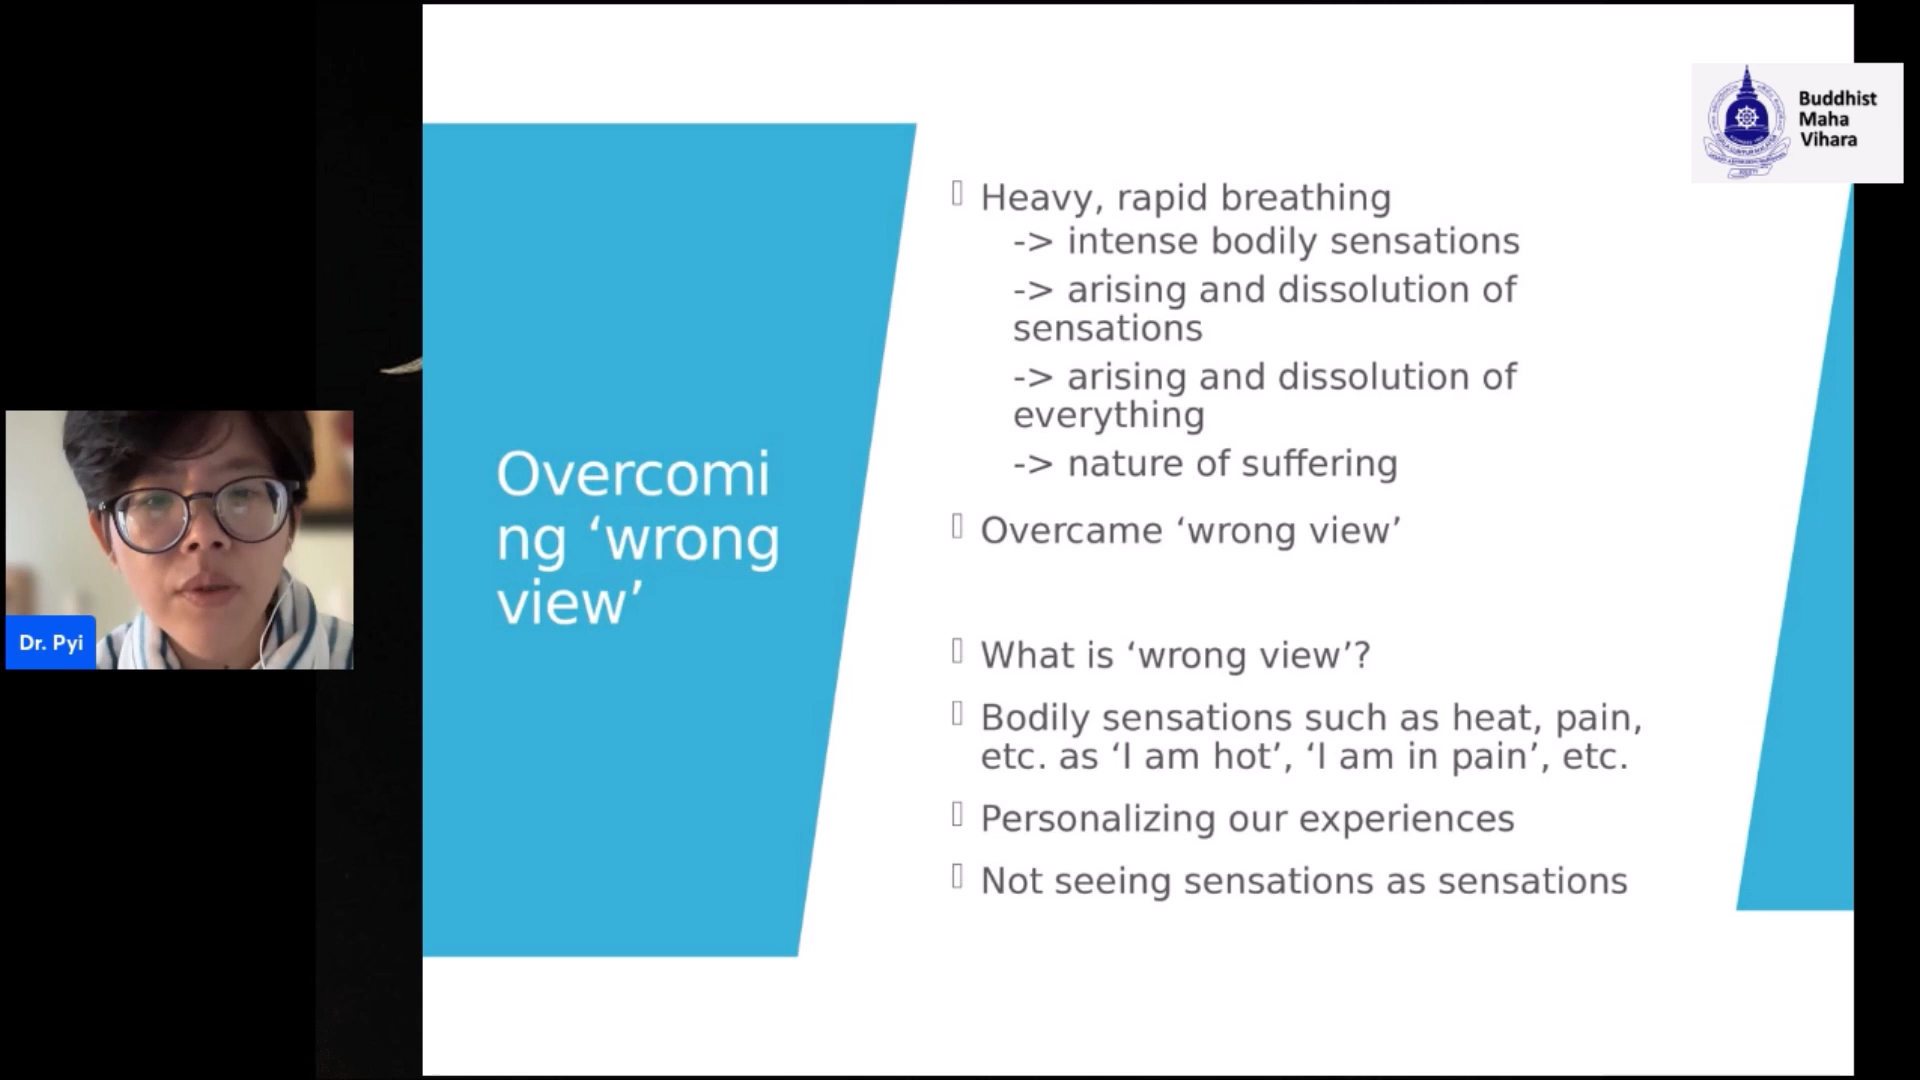 Buddhist
Maha
Vihara
Heavy, rapid breathing
-> intense bodily sensations
-> arising and dissolution of
sensations
-> arising and dissolution of
everything
-> nature of suffering
Overcame ‘wrong view’
Overcomi
ng ‘wrong
view’
Dr. Pyi
What is ‘wrong view’?
Bodily sensations such as heat, pain,
etc. as ‘I am hot’, ‘I am in pain’, etc.
Personalizing our experiences
Not seeing sensations as sensations